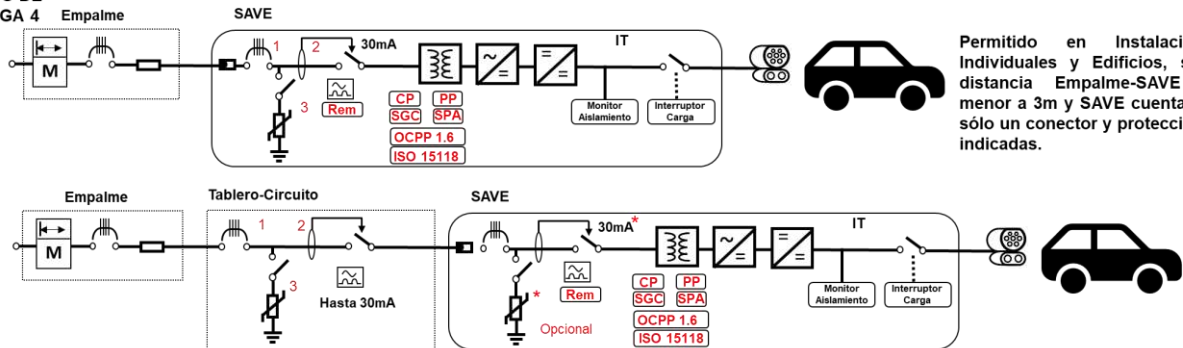 GA 4
Empalme
SAVE
M
1
2
30mA
3
Rem
CP PP
SGC SPA
OCPP 1.6
ISO 15118
IT
Monitor
Aislamiento
Interruptor
Carga
Permitido en
Individuales y Edificios,
distancia Empalme-SAVE
menor a 3m y SAVE cuenta
sólo un conector y
indicadas.
Empalme
Tablero-Circuito
SAVE
M
1
2
3
Hasta 30mA
30mA*
*
Opcional
Rem
CP PP
SGC SPA
OCPP 1.6
ISO 15118
IT
Monitor
Aislamiento
Interruptor
Carga